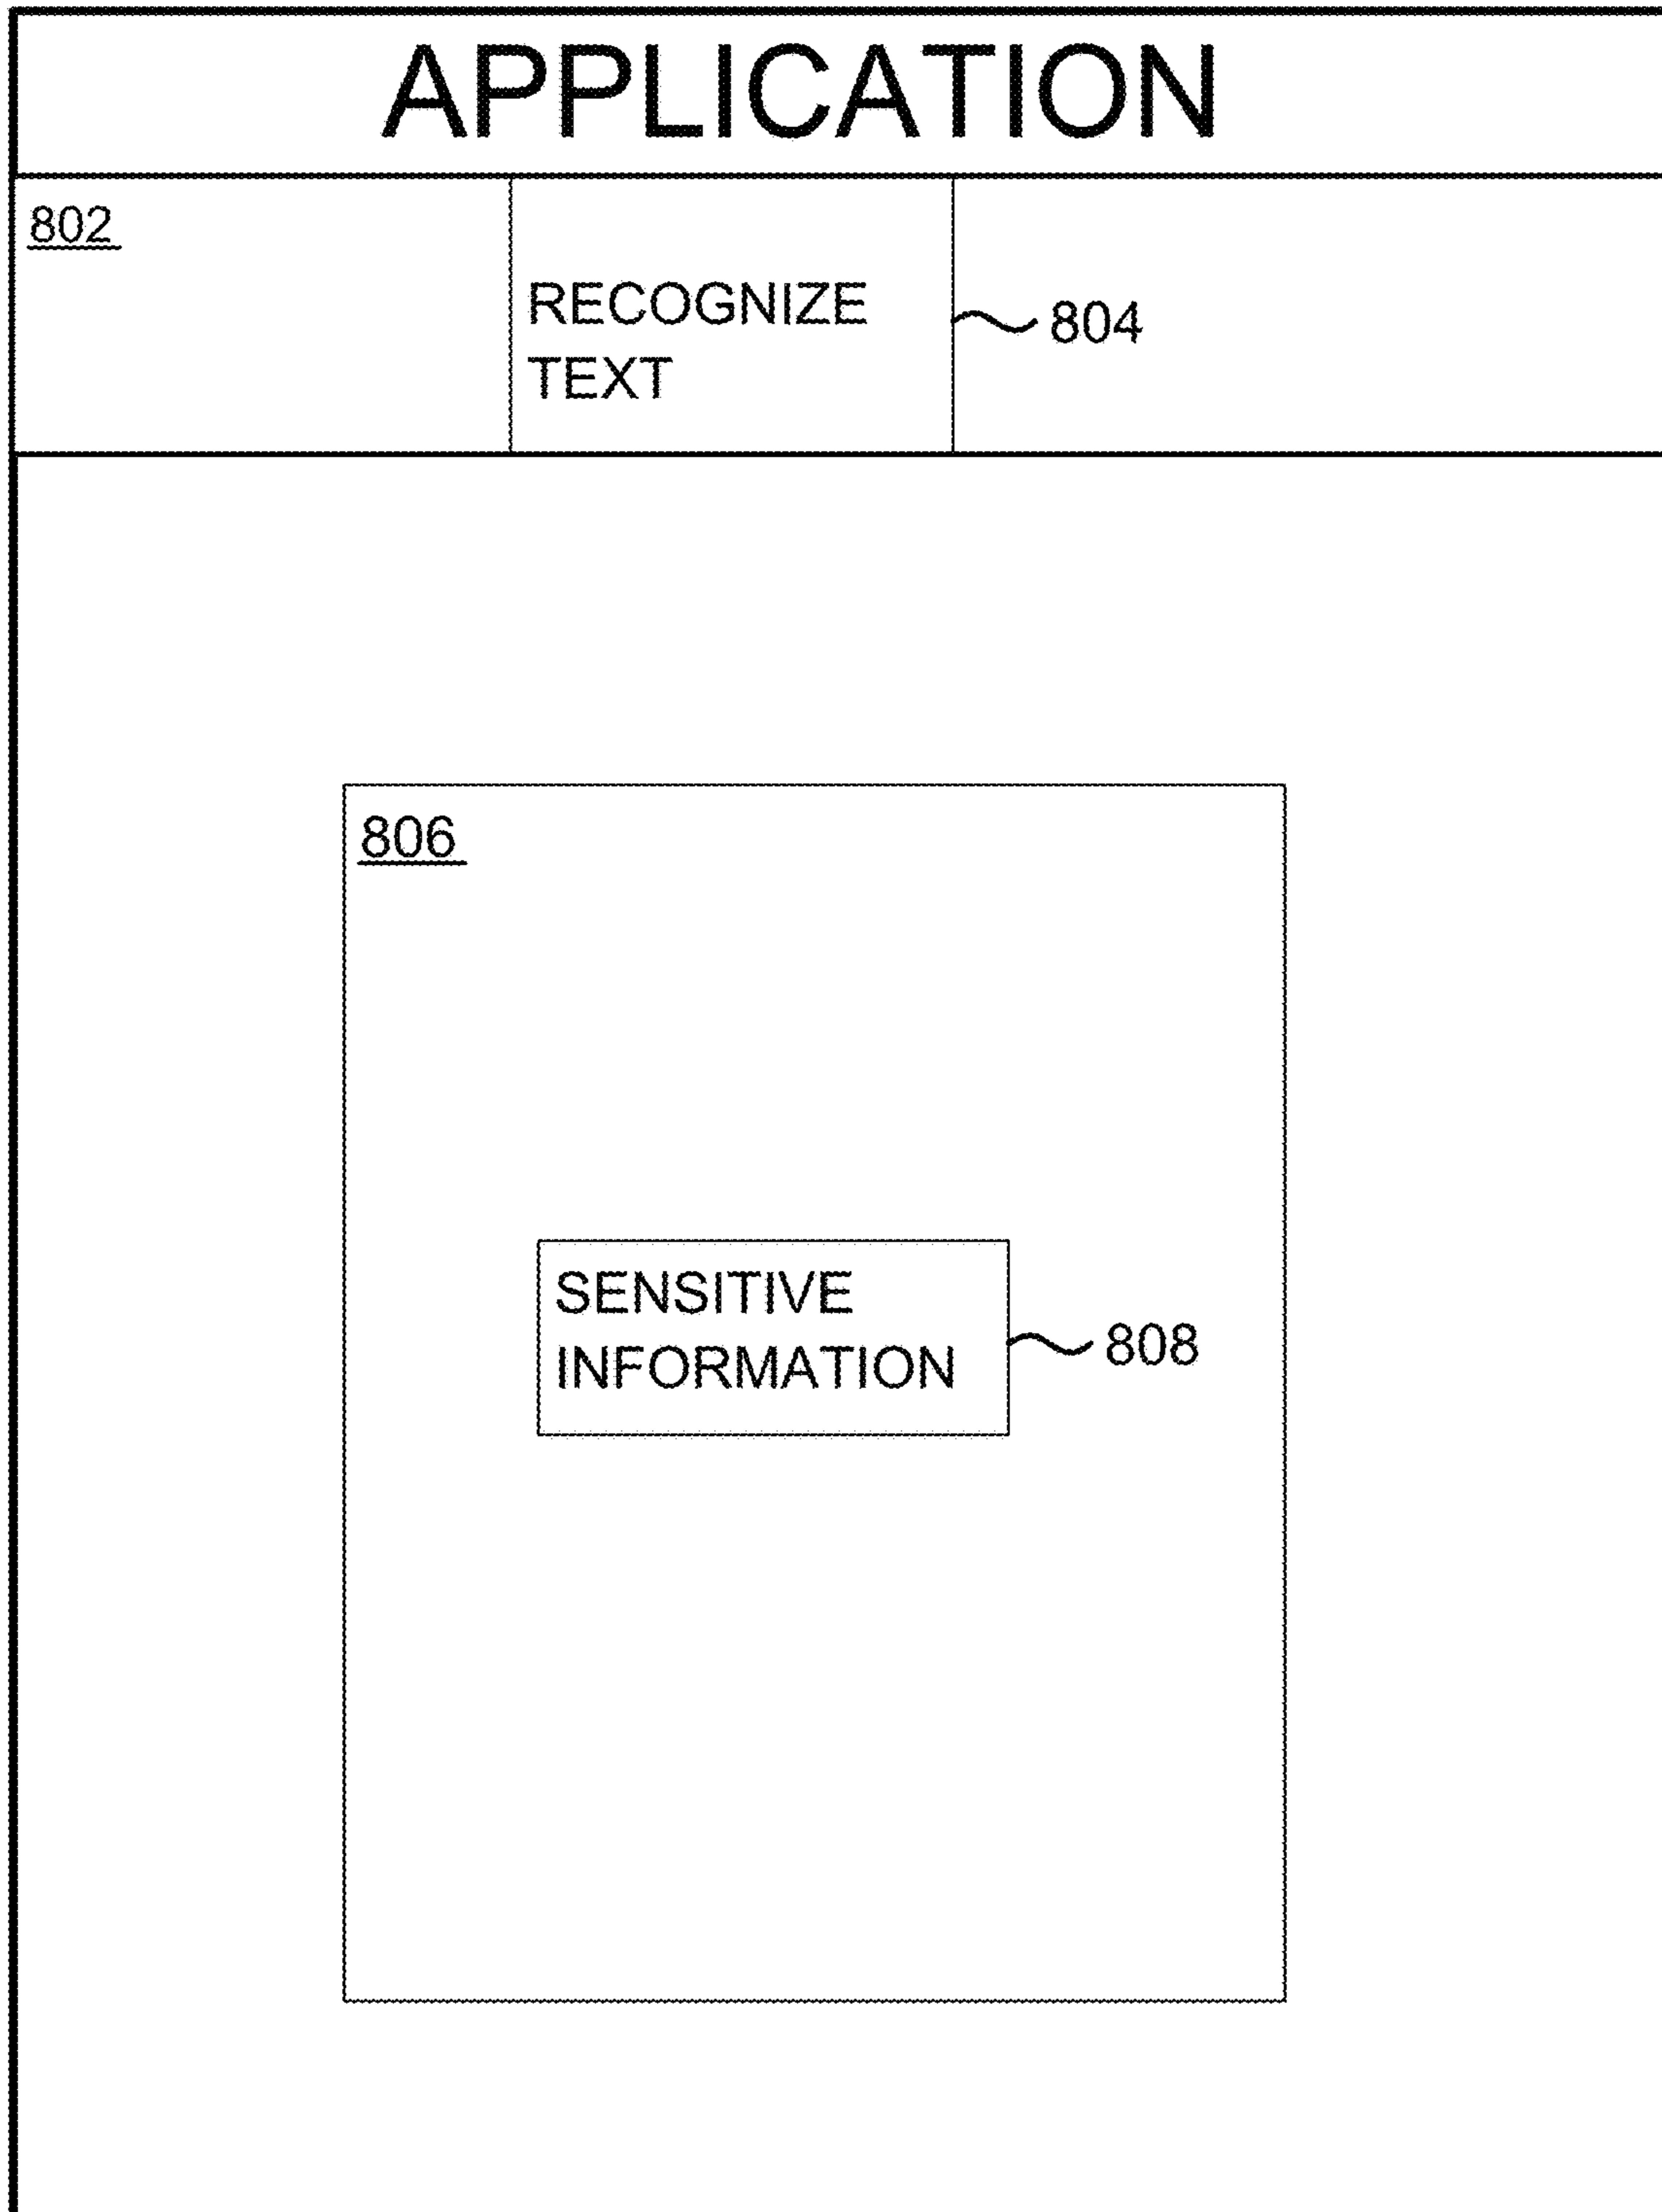 APPLICATION
802
RECOGNIZE
TEXT
804
806
SENSITIVE
INFORMATION
808